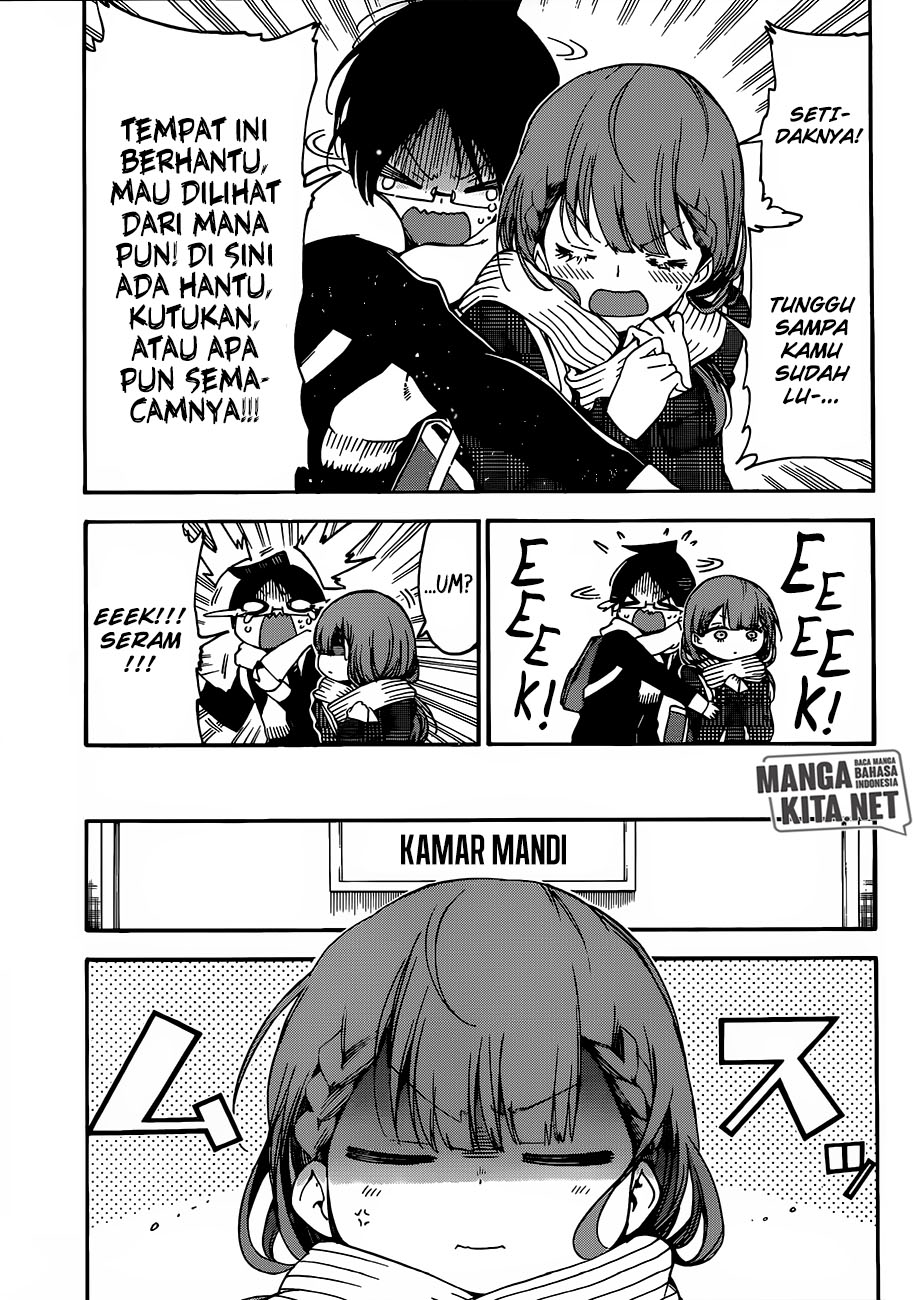 SETI-
DAKNYA!
TUNGGU
SAMPA
KAMU
SUDAH
LU-...
TEMPAT INI
BERHANTU,
MAU DILIHAT
DARI MANA
PUN! DI SINI
ADA HANTU,
KUTUKAN,
ATAU APA
PUN SEMA-
CAMNYA!!!
EEEEK!
EEEEK!
...UM?
EEEK!!!
SERAM
!!!
MANGA
KITA.NET
BACA MANGA
BAHASA
INDONESIA
KAMAR MANDI
ムスッ